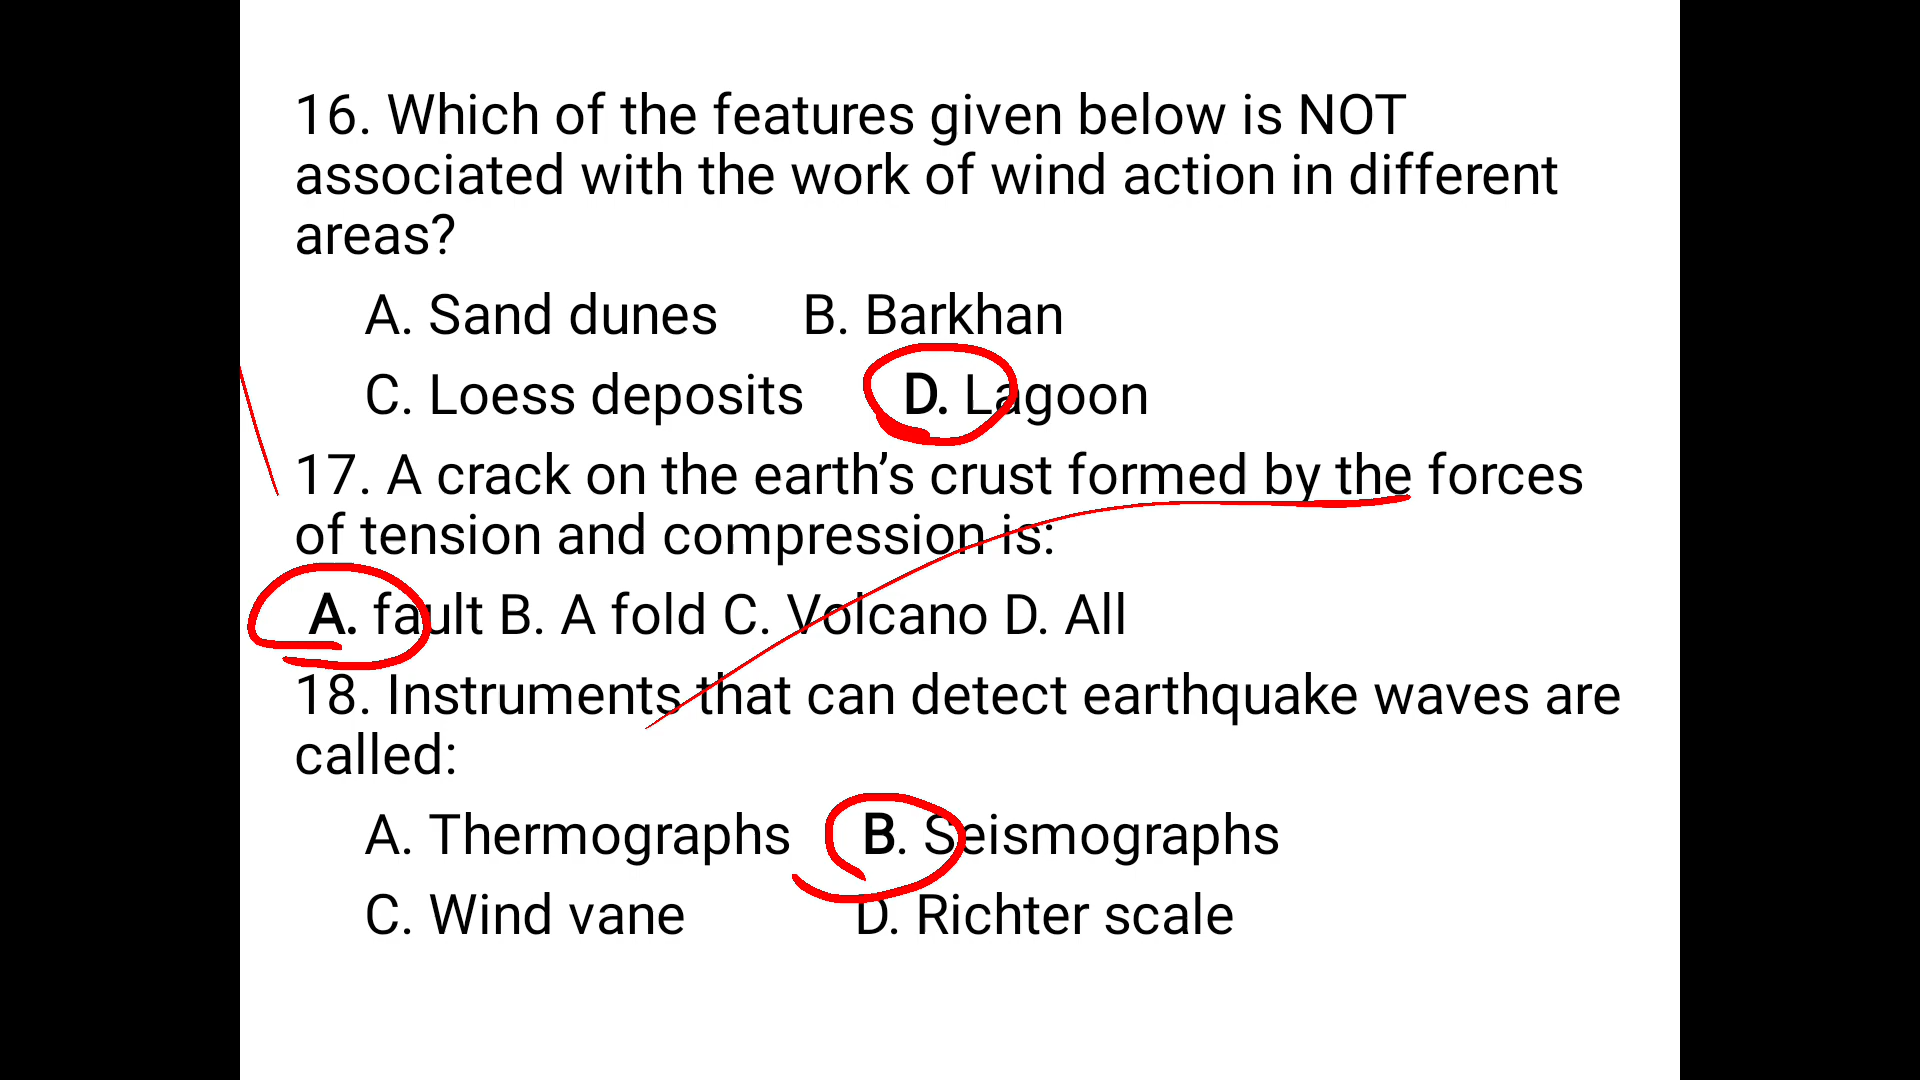 16. Which of the features given below is NOT
associated with the work of wind action in different
areas?
A. Sand dunes B. Barkhan
C. Loess deposits D. Lagoon
17. A crack on the earth’s crust formed by the forces
of tension and compression is:
A. fault B. A fold C. Volcano D. All
18. Instruments that can detect earthquake waves are
called:
A. Thermographs B. Seismographs
C. Wind vane D. Richter scale